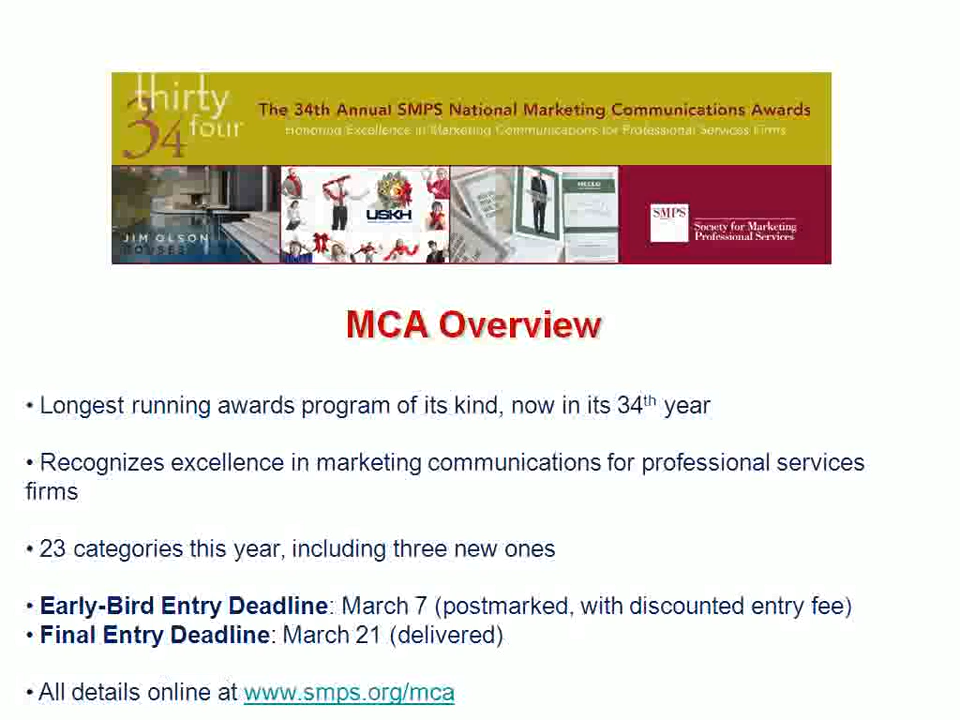 thirty
34
four
The 34th Annual SMPS National Marketing Communications Awards
Honoring Excellence in Marketing Communications for Professional Services Firms
JIM OLSON
HOUSES
USKH
HELLO
SMPS
Society for Marketing
Professional Services
MCA Overview
• Longest running awards program of its kind, now in its 34th year
• Recognizes excellence in marketing communications for professional services
firms
• 23 categories this year, including three new ones
• Early-Bird Entry Deadline: March 7 (postmarked, with discounted entry fee)
• Final Entry Deadline: March 21 (delivered)
• All details online at www.smps.org/mca